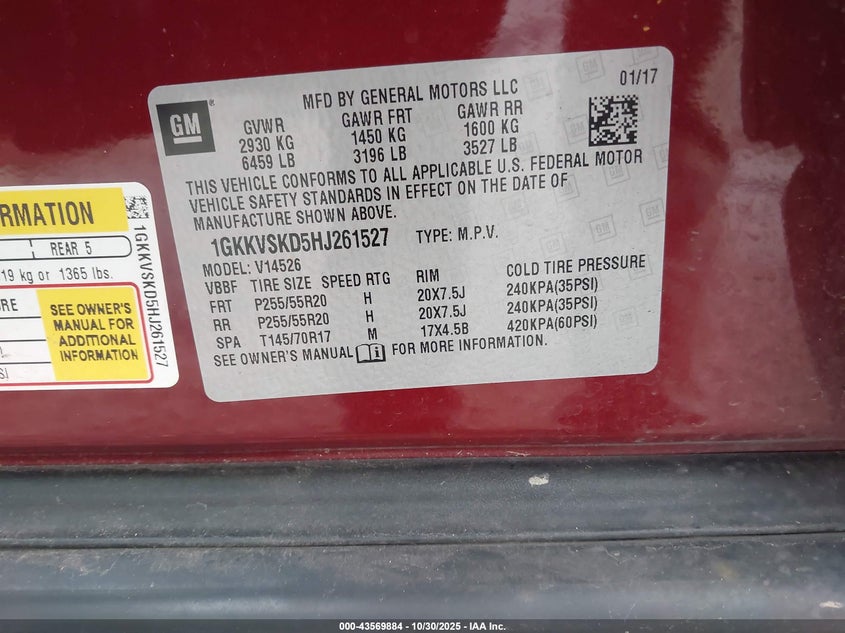 GM
®
MFD BY GENERAL MOTORS LLC
01/17
GVWR GAWR FRT GAWR RR
2930 KG 1450 KG 1600 KG
6459 LB 3196 LB 3527 LB
THIS VEHICLE CONFORMS TO ALL APPLICABLE U.S. FEDERAL MOTOR
VEHICLE SAFETY STANDARDS IN EFFECT ON THE DATE OF
MANUFACTURE SHOWN ABOVE.
1GKKVSKD5HJ261527 TYPE: M.P.V.
MODEL: V14526
VBBF TIRE SIZE SPEED RTG RIM COLD TIRE PRESSURE
FRT P255/55R20 H 20X7.5J 240KPA(35PSI)
RR P255/55R20 H 20X7.5J 240KPA(35PSI)
SPA T145/70R17 M 17X4.5B 420KPA(60PSI)
SEE OWNER'S MANUAL FOR MORE INFORMATION.
REAR 5
19 kg or 1365 lbs.
SEE OWNER'S
MANUAL FOR
ADDITIONAL
INFORMATION
1GKKVSKD5HJ261527
000-43569884 - 10/30/2025 - IAA Inc.